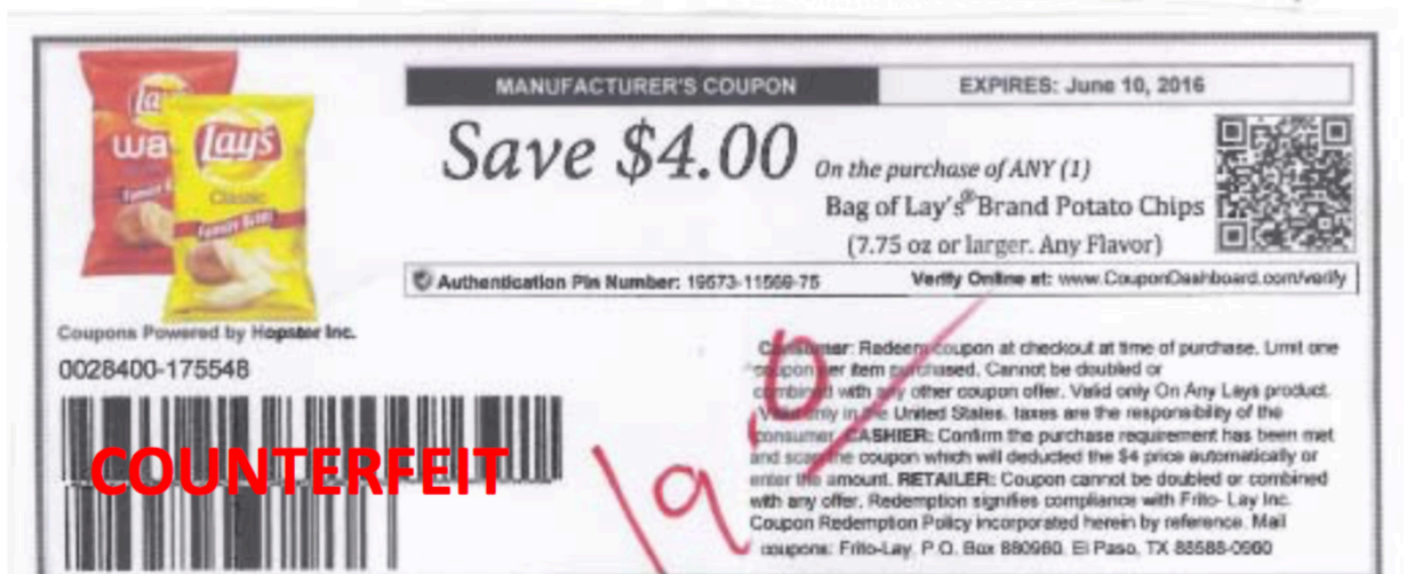 MANUFACTURER'S COUPON
EXPIRES: June 10, 2016
Save $4.00
On the purchase of ANY (1)
Bag of Lay's® Brand Potato Chips
(7.75 oz or larger. Any Flavor)
Lay's
Classic
Family Size
Authentication Pin Number: 19573-11569-75
Verify Online at: www.CouponDashboard.com/verify
Coupons Powered by Hopster Inc.
0028400-175548
COUNTERFEIT
Consumer: Redeem coupon at checkout at time of purchase. Limit one
coupon per item purchased. Cannot be doubled or
combined with any other coupon offer. Valid only On Any Lays product.
Valid only in the United States. taxes are the responsibility of the
consumer. CASHIER: Confirm the purchase requirement has been met
and scan the coupon which will deducted the $4 price automatically or
enter the amount. RETAILER: Coupon cannot be doubled or combined
with any offer. Redemption signifies compliance with Frito- Lay Inc.
Coupon Redemption Policy incorporated herein by reference. Mail
coupons: Frito-Lay, P.O. Box 880960, El Paso, TX 88588-0960